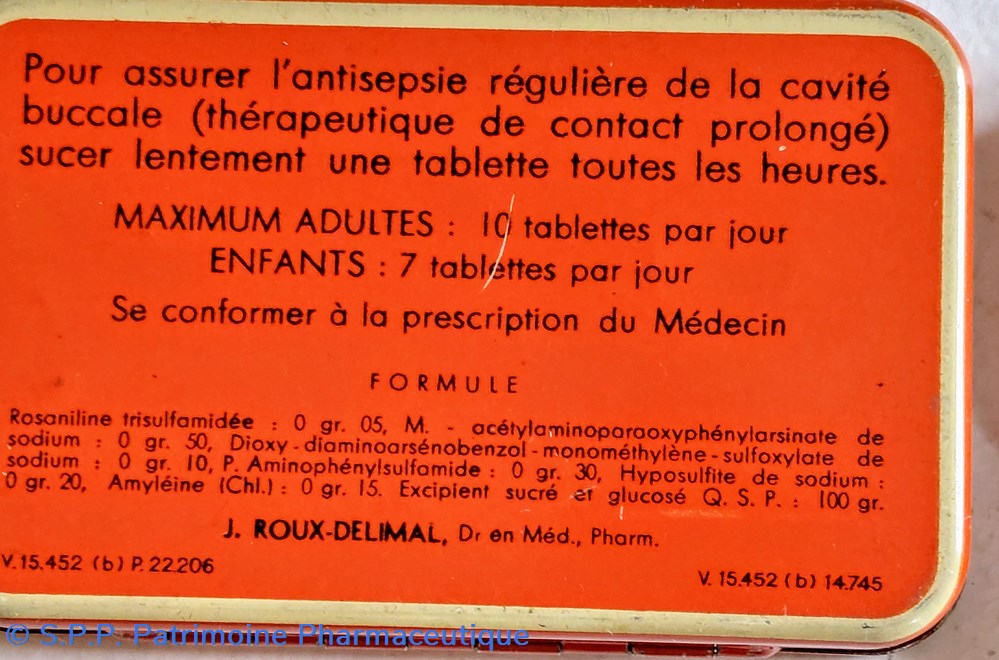 Pour assurer l'antisepsie régulière de la cavité
buccale (thérapeutique de contact prolongé)
sucer lentement une tablette toutes les heures.
MAXIMUM ADULTES : 10 tablettes par jour
ENFANTS : 7 tablettes par jour
Se conformer à la prescription du Médecin
FORMULE
Rosaniline trisulfamidée : 0 gr. 05, M. - acétylaminoparaoxyphénylarsinate de
sodium : 0 gr. 50, Dioxy-diaminoarsénobenzol-monométhylène-sulfoxylate de
sodium : 0 gr. 10, P. Aminophénylsulfamide : 0 gr. 30, Hyposulfite de sodium :
0 gr. 20, Amyléine (Chl.) : 0 gr. 15. Excipient sucré et glucosé Q. S. P. : 100 gr.
J. ROUX-DELIMAL, Dr en Méd., Pharm.
V. 15.452 (b) P. 22.206
V. 15.452 (b) 14.745
© S.P.P. Patrimoine Pharmaceutique